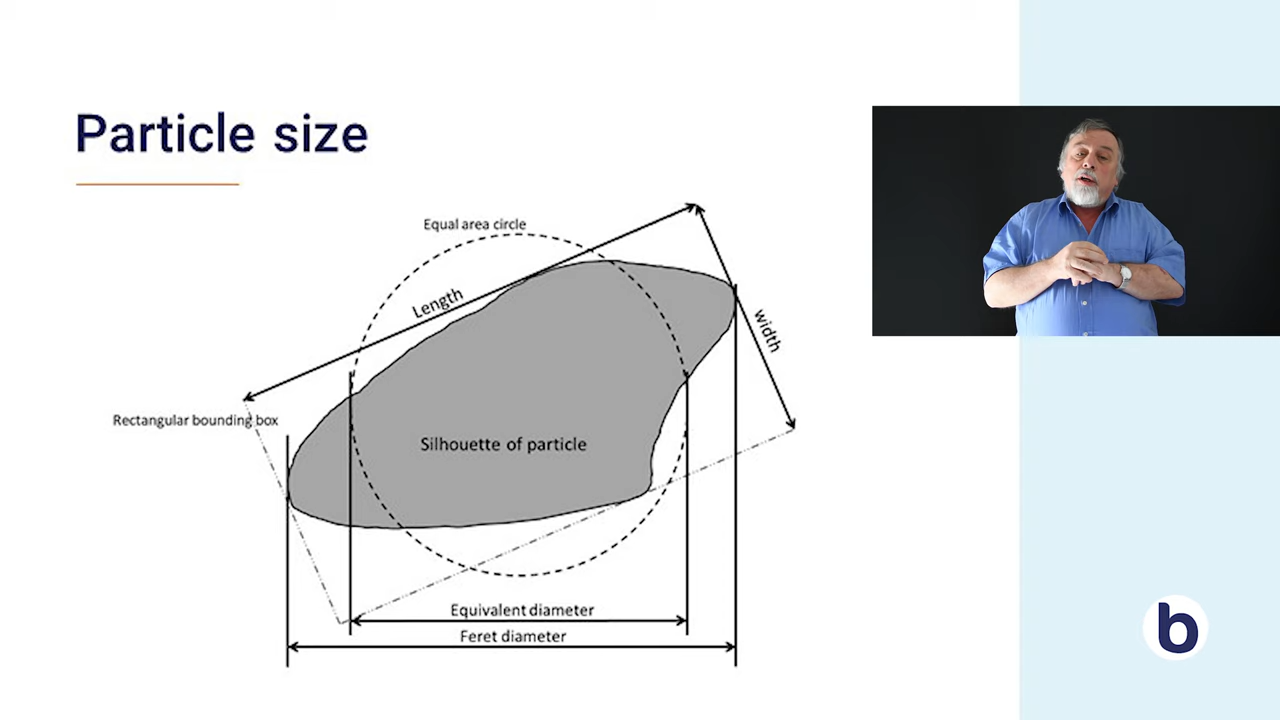 Particle size
Equal area circle
Length
width
Rectangular bounding box
Silhouette of particle
Equivalent diameter
Feret diameter
b